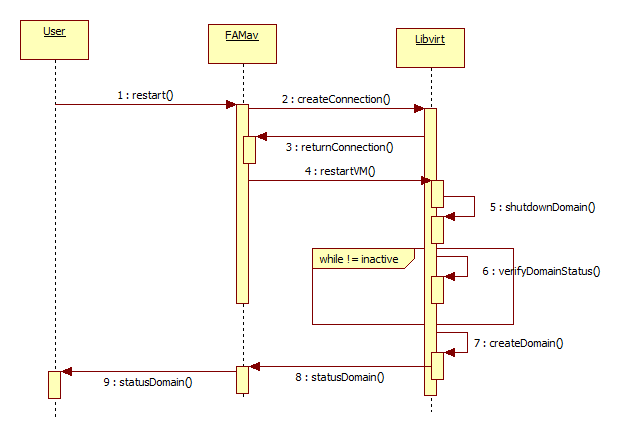 User
FAMav
Libvirt
1 : restart()
2 : createConnection()
3 : returnConnection()
4 : restartVM()
5 : shutdownDomain()
while != inactive
6 : verifyDomainStatus()
7 : createDomain()
8 : statusDomain()
9 : statusDomain()